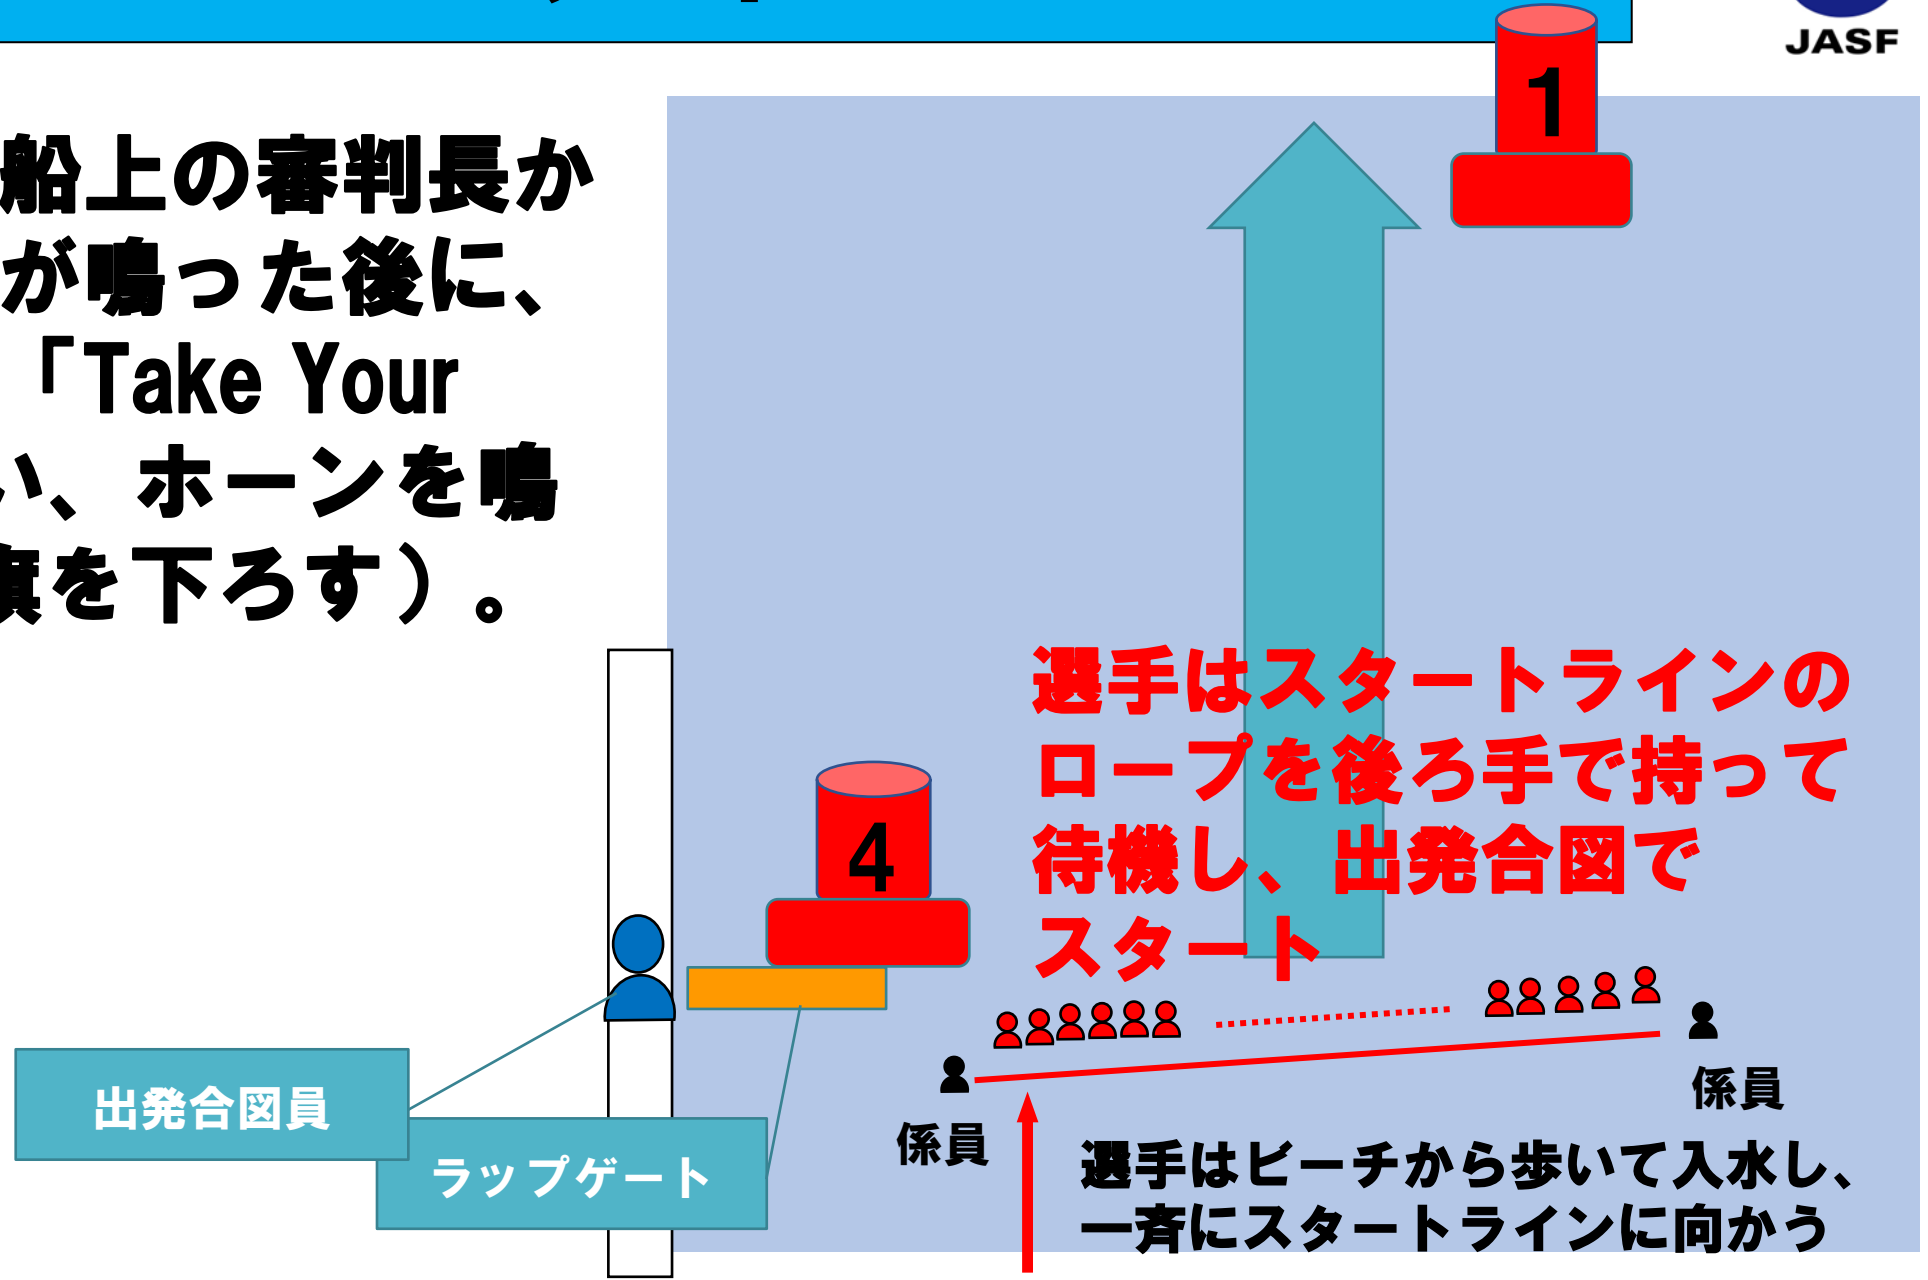 JASF
1
船上の審判長か
が鳴った後に、
「Take Your
い、ホーンを鳴
旗を下ろす）。
選手はスタートラインの
ロープを後ろ手で持って
待機し、出発合図で
スタート
4
出発合図員
ラップゲート
係員
係員
選手はビーチから歩いて入水し、
一斉にスタートラインに向かう